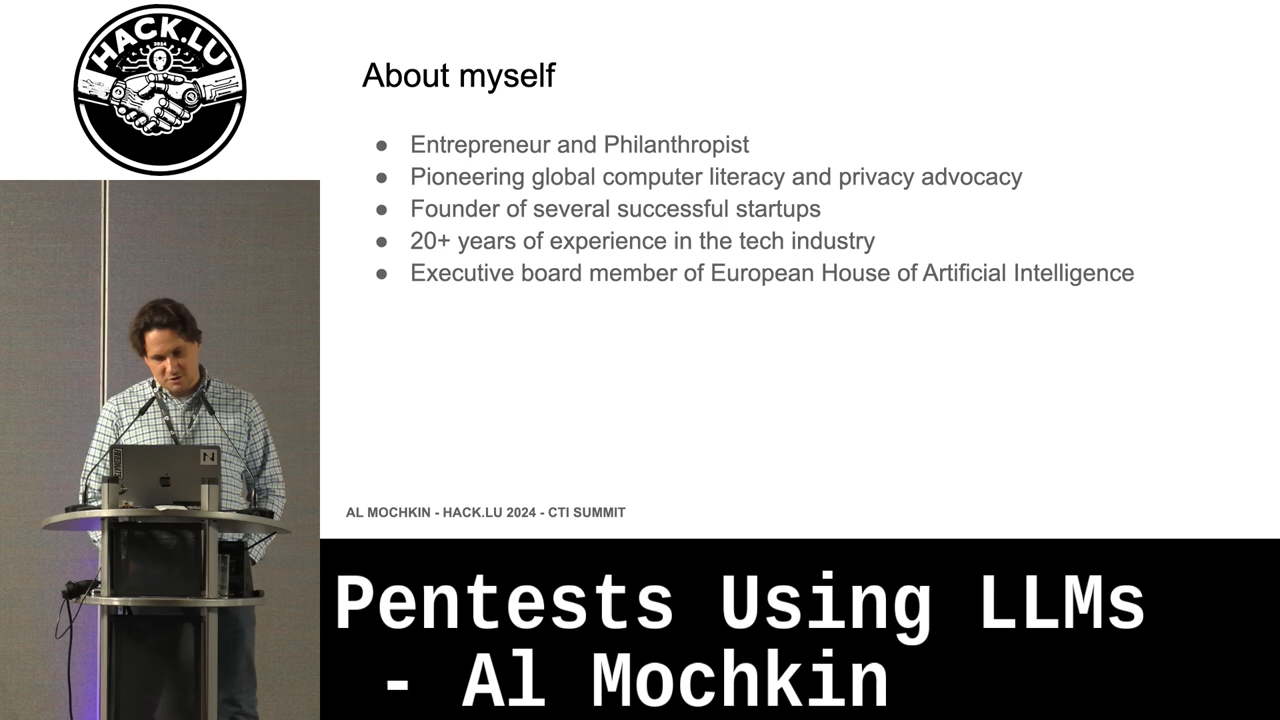 HACK.LU
2024
About myself
● Entrepreneur and Philanthropist
● Pioneering global computer literacy and privacy advocacy
● Founder of several successful startups
● 20+ years of experience in the tech industry
● Executive board member of European House of Artificial Intelligence
AL MOCHKIN - HACK.LU 2024 - CTI SUMMIT
Pentests Using LLMs
- Al Mochkin